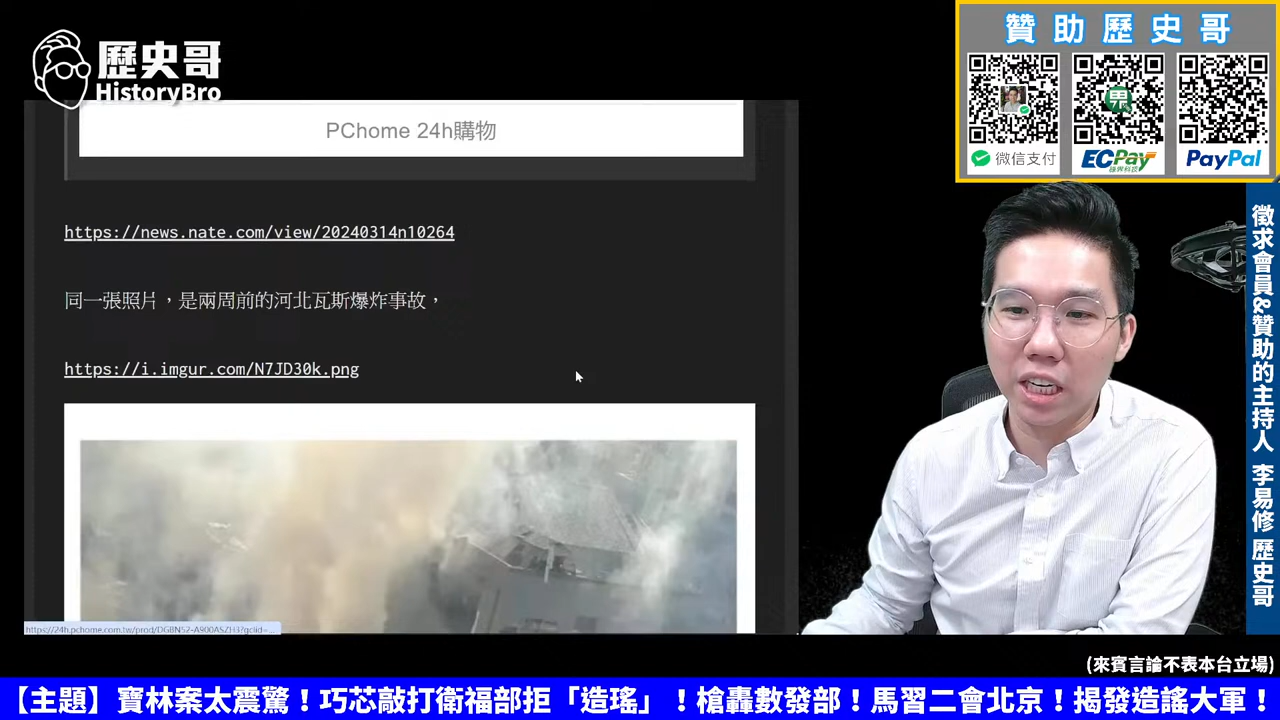 歷史哥
HistoryBro
贊助歷史哥
微信支付
ECPay
綠界科技
PayPal
PChome 24h購物
https://news.nate.com/view/20240314n10264
同一張照片，是兩周前的河北瓦斯爆炸事故，
https://i.imgur.com/N7JD30k.png
徵求會員&贊助的主持人 李易修 歷史哥
(來賓言論不表本台立場)
【主題】寶林案太震驚！巧芯敲打衛福部拒「造瑤」！槍轟數發部！馬習二會北京！揭發造謠大軍！